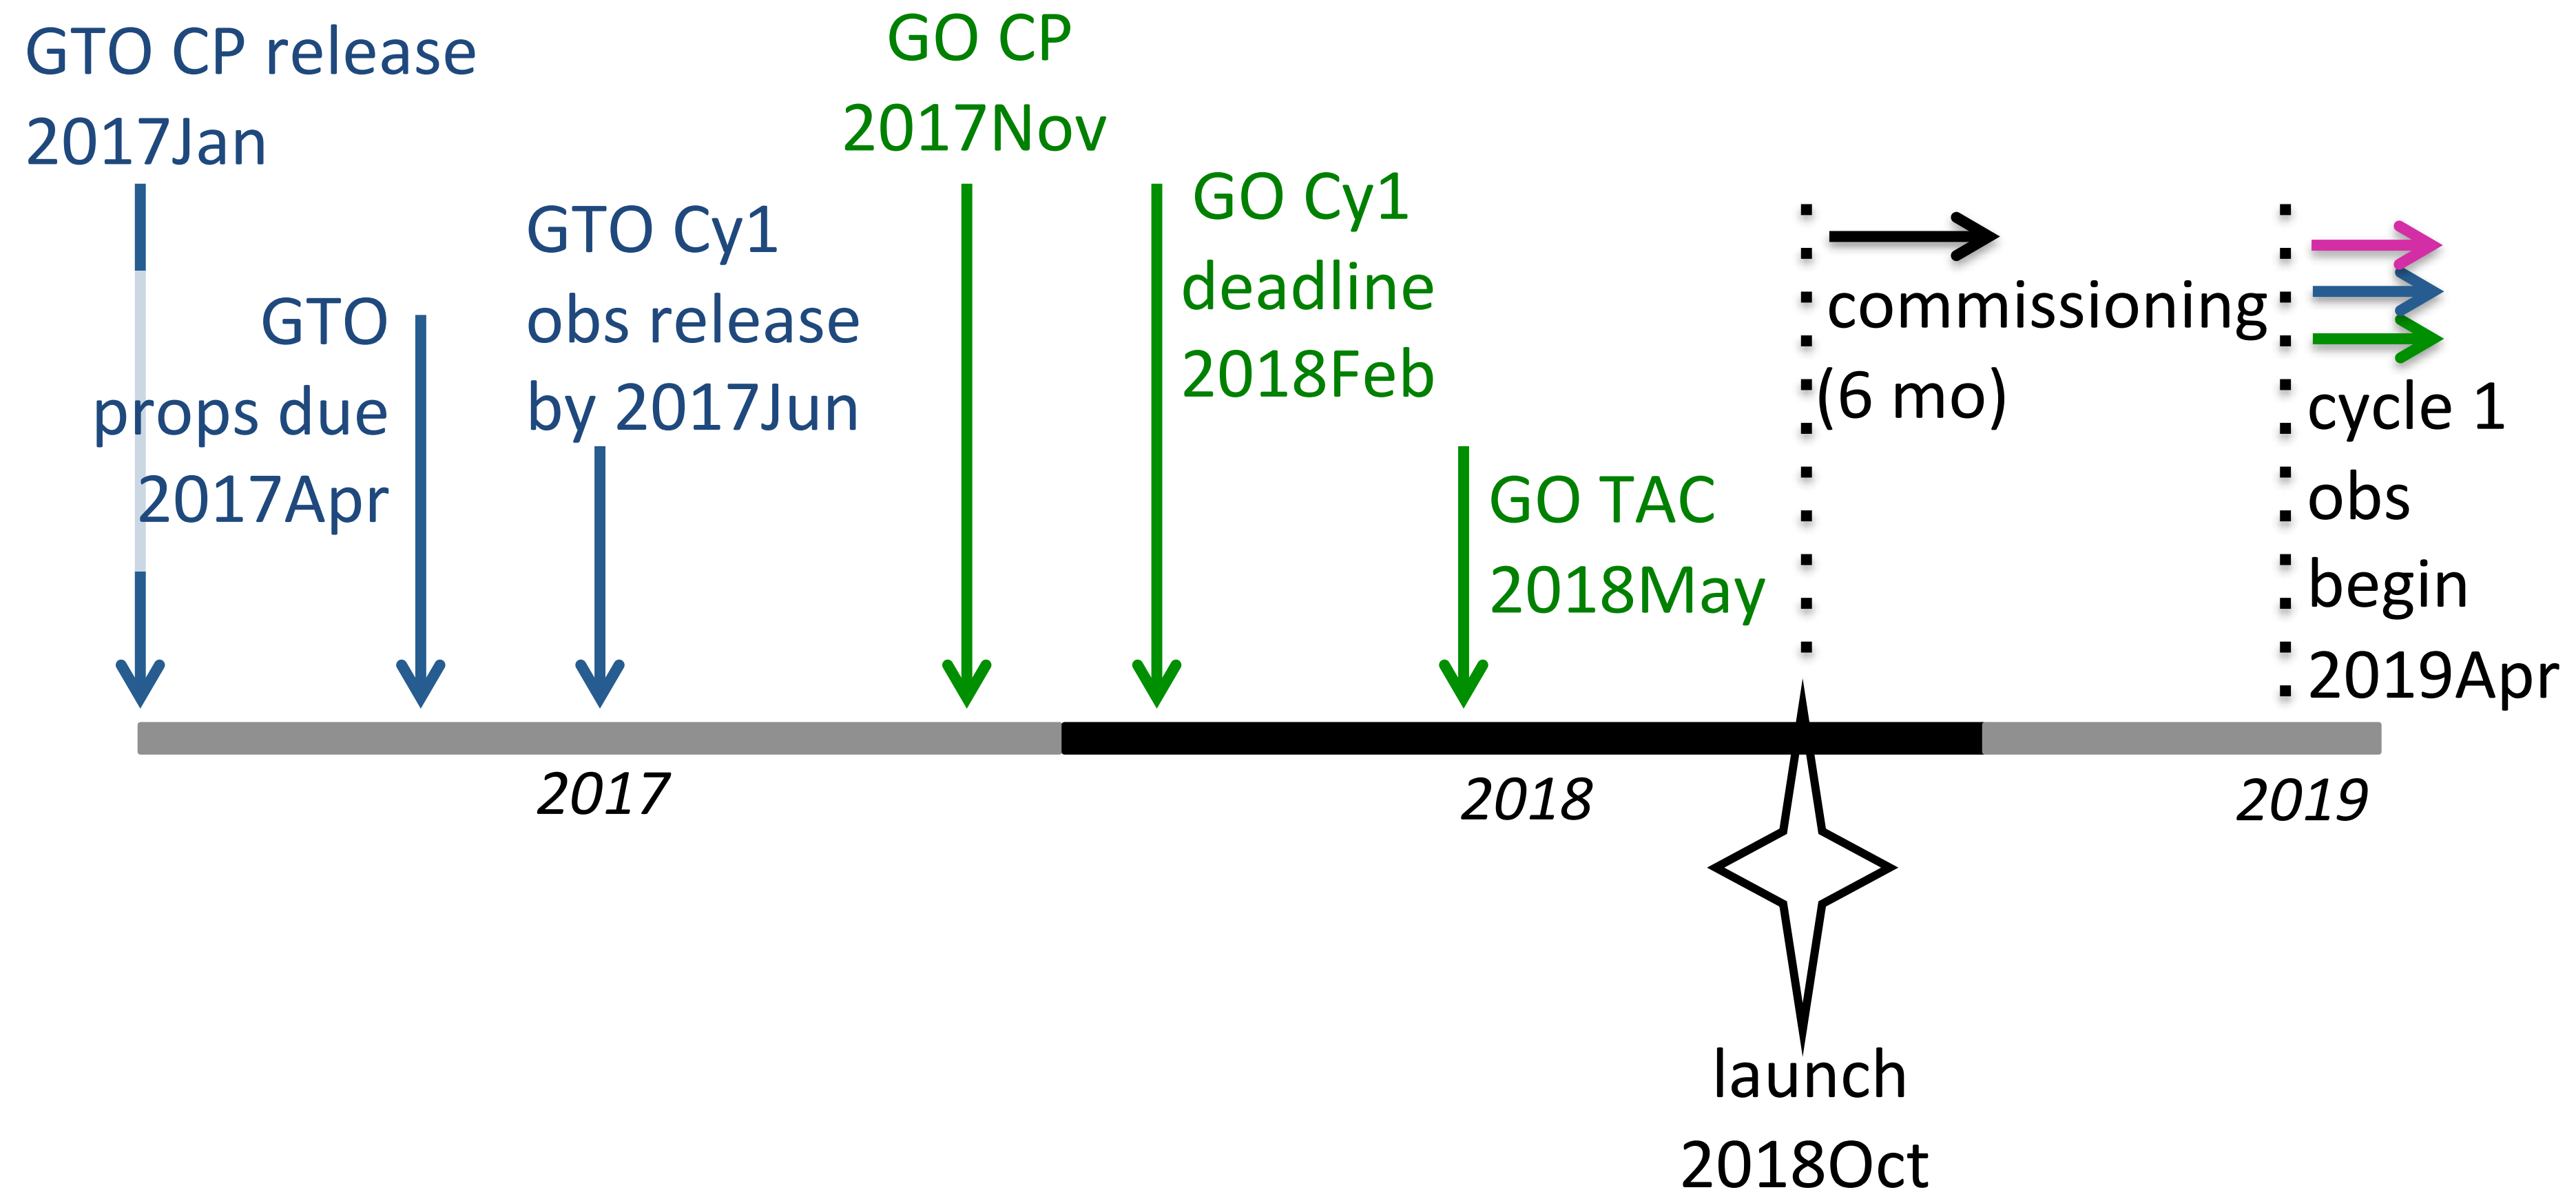 GTO CP release
2017Jan
GTO
props due
2017Apr
GTO Cy1
obs release
by 2017Jun
GO CP
2017Nov
GO Cy1
deadline
2018Feb
GO TAC
2018May
commissioning
(6 mo)
cycle 1
obs
begin
2019Apr
2017
2018
2019
launch
2018Oct